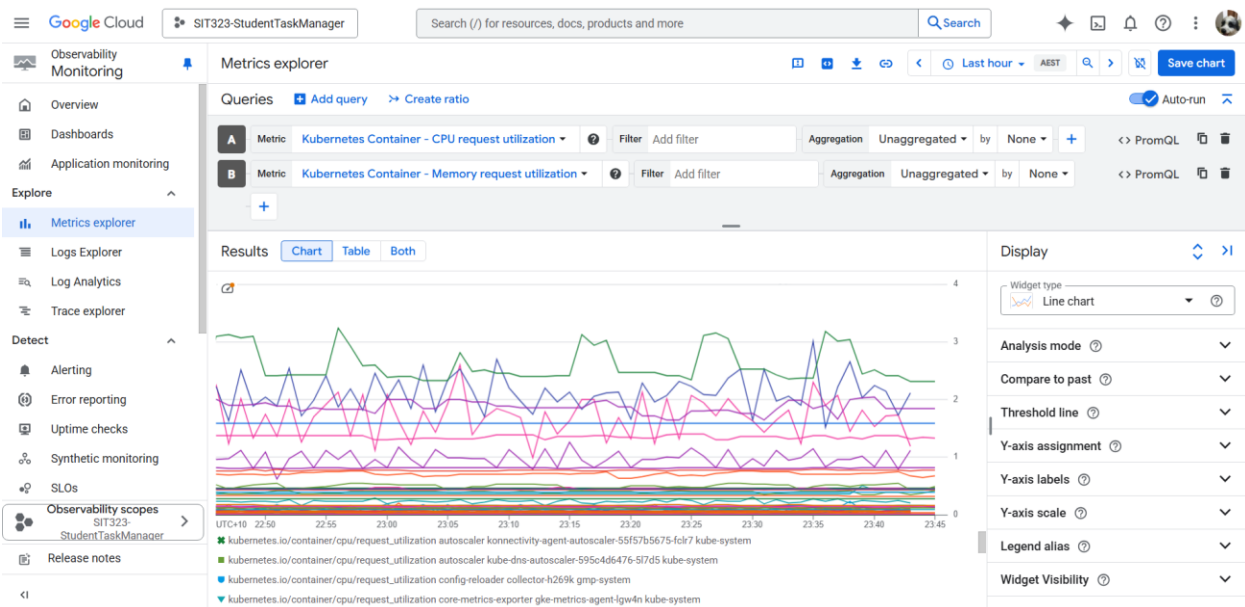 Google Cloud
SIT323-StudentTaskManager
Search (/) for resources, docs, products and more
Search
Observability
Monitoring
Overview
Dashboards
Application monitoring
Explore
Metrics explorer
Logs Explorer
Log Analytics
Trace explorer
Detect
Alerting
Error reporting
Uptime checks
Synthetic monitoring
SLOs
Observability scopes
SIT323-
StudentTaskManager
Release notes
Metrics explorer
Last hour
AEST
Save chart
Queries
Add query
Create ratio
Auto-run
A Metric Kubernetes Container - CPU request utilization Filter Add filter Aggregation Unaggregated by None <> PromQL
B Metric Kubernetes Container - Memory request utilization Filter Add filter Aggregation Unaggregated by None <> PromQL
Results Chart Table Both
4
3
2
1
0
UTC+10 22:50 22:55 23:00 23:05 23:10 23:15 23:20 23:25 23:30 23:35 23:40 23:45
kubernetes.io/container/cpu/request_utilization autoscaler konnectivity-agent-autoscaler-55f57b5675-fclr7 kube-system
kubernetes.io/container/cpu/request_utilization autoscaler kube-dns-autoscaler-595c4d6476-5l7d5 kube-system
kubernetes.io/container/cpu/request_utilization config-reloader collector-h269k gmp-system
kubernetes.io/container/cpu/request_utilization core-metrics-exporter gke-metrics-agent-lgw4n kube-system
Display
Widget type
Line chart
Analysis mode
Compare to past
Threshold line
Y-axis assignment
Y-axis labels
Y-axis scale
Legend alias
Widget Visibility